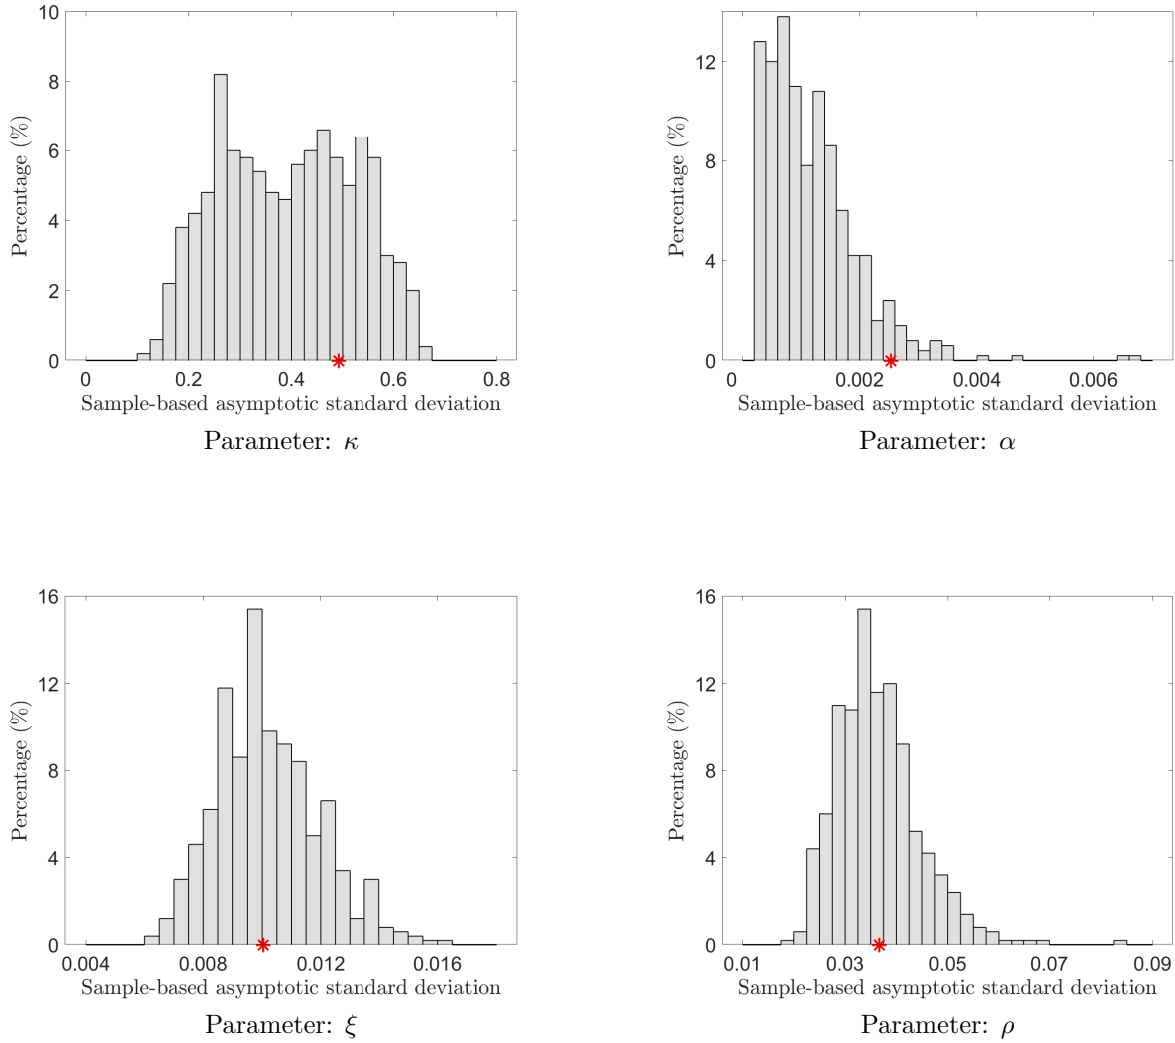 10
8
6
4
2
0
Percentage (%)
0 0.2 0.4 0.6 0.8
Sample-based asymptotic standard deviation
Parameter: κ
12
8
4
0
Percentage (%)
0 0.002 0.004 0.006
Sample-based asymptotic standard deviation
Parameter: α
16
12
8
4
0
Percentage (%)
0.004 0.008 0.012 0.016
Sample-based asymptotic standard deviation
Parameter: ξ
16
12
8
4
0
Percentage (%)
0.01 0.03 0.05 0.07 0.09
Sample-based asymptotic standard deviation
Parameter: ρ